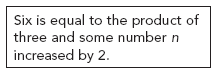 Six is equal to the product of
three and some number n
increased by 2.